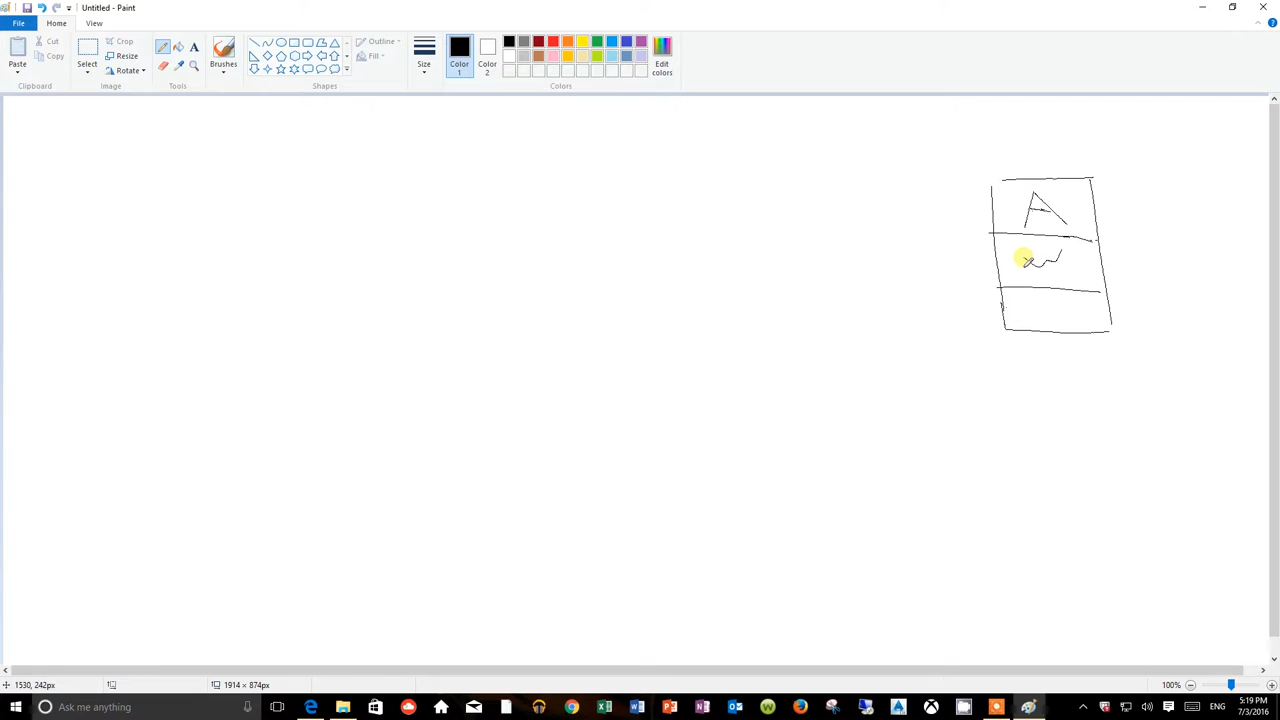 Untitled - Paint
File
Home
View
Paste
Cut
Copy
Clipboard
Select
Crop
Resize
Rotate
Image
Tools
Brushes
Shapes
Outline
Fill
Size
Color 1
Color 2
Edit colors
Colors
A
1530, 242px
1914 × 874px
100%
Ask me anything
ENG
5:19 PM
7/3/2016